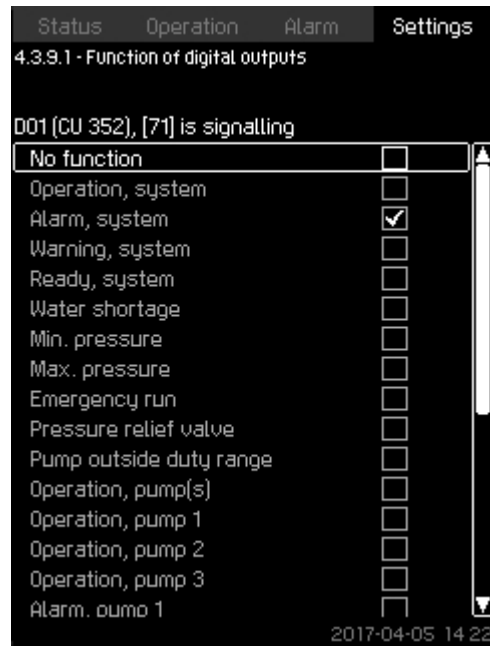 Status Operation Alarm Settings
4.3.9.1 - Function of digital outputs
DO1 (CU 352), [71] is signalling
No function
Operation, system
Alarm, system
Warning, system
Ready, system
Water shortage
Min. pressure
Max. pressure
Emergency run
Pressure relief valve
Pump outside duty range
Operation, pump(s)
Operation, pump 1
Operation, pump 2
Operation, pump 3
Alarm, pump 1
2017-04-05 14:22